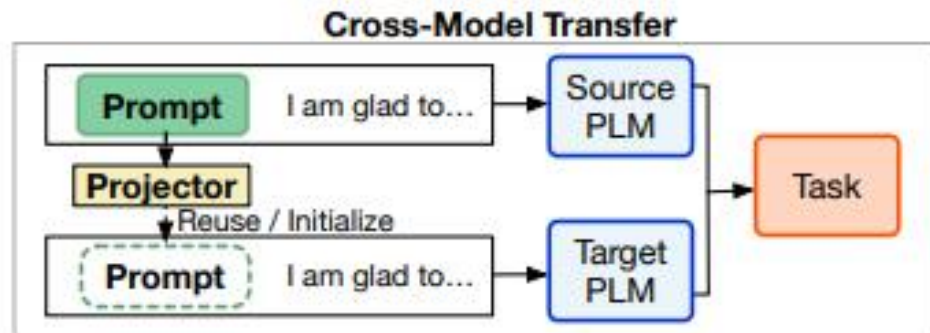 Cross-Model Transfer
Prompt I am glad to...
Source
PLM
Projector
Reuse / Initialize
Task
Prompt I am glad to...
Target
PLM